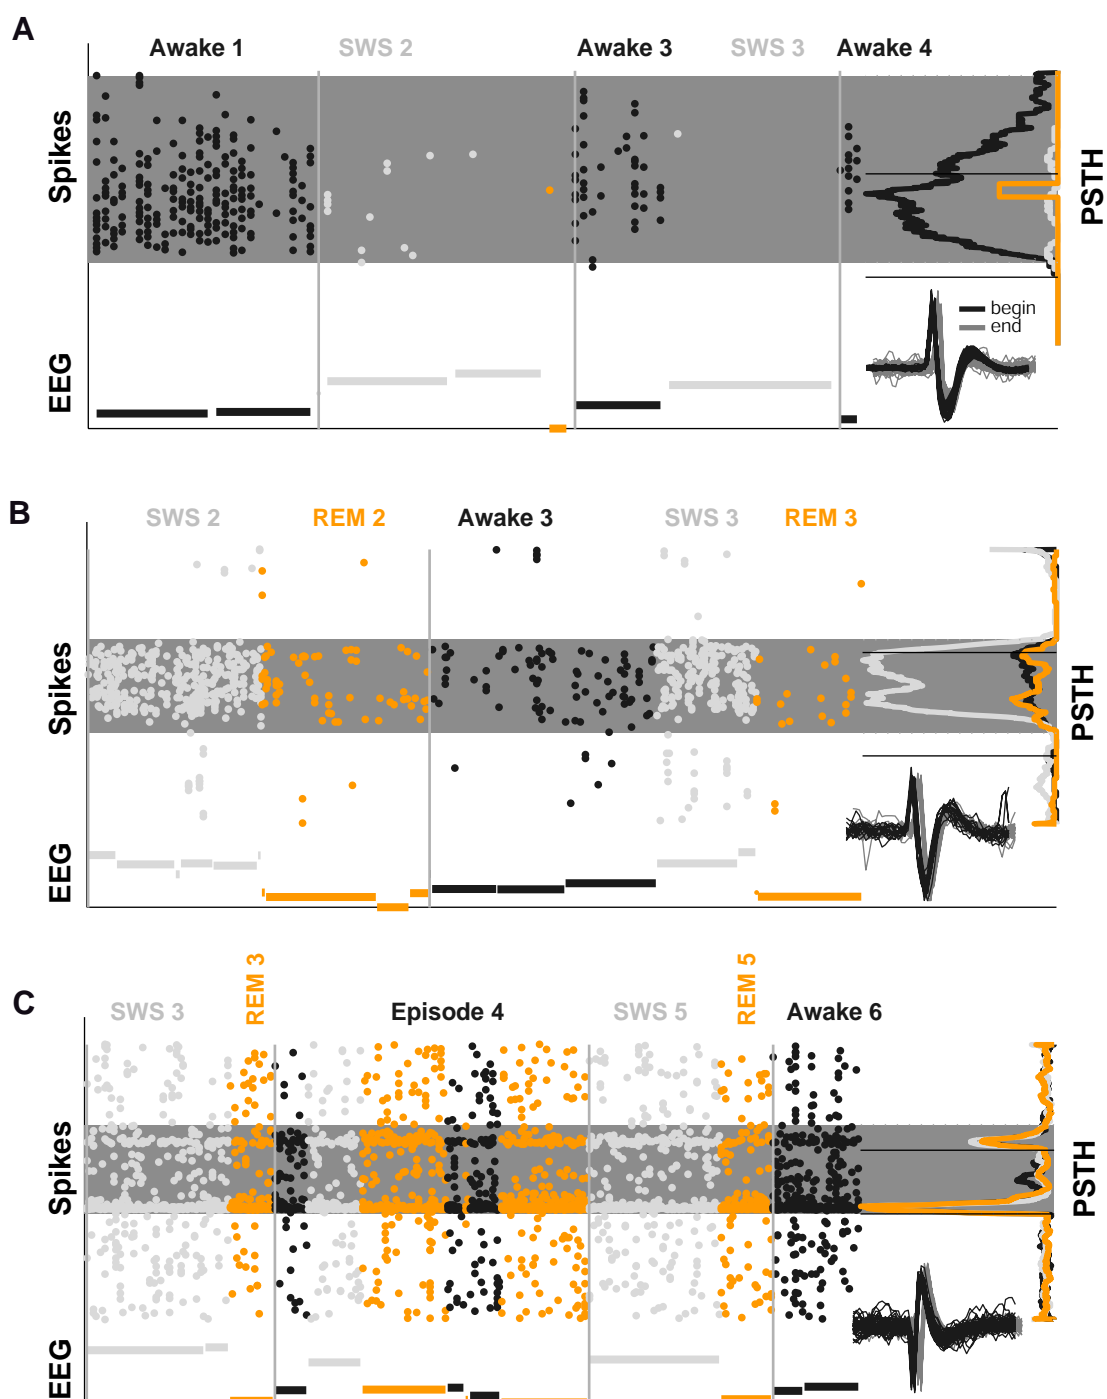 A
Awake 1 SWS 2 Awake 3 SWS 3 Awake 4
Spikes
PSTH
begin
end
EEG
B
SWS 2 REM 2 Awake 3 SWS 3 REM 3
Spikes
PSTH
EEG
C
SWS 3 REM 3 Episode 4 SWS 5 REM 5 Awake 6
Spikes
PSTH
EEG